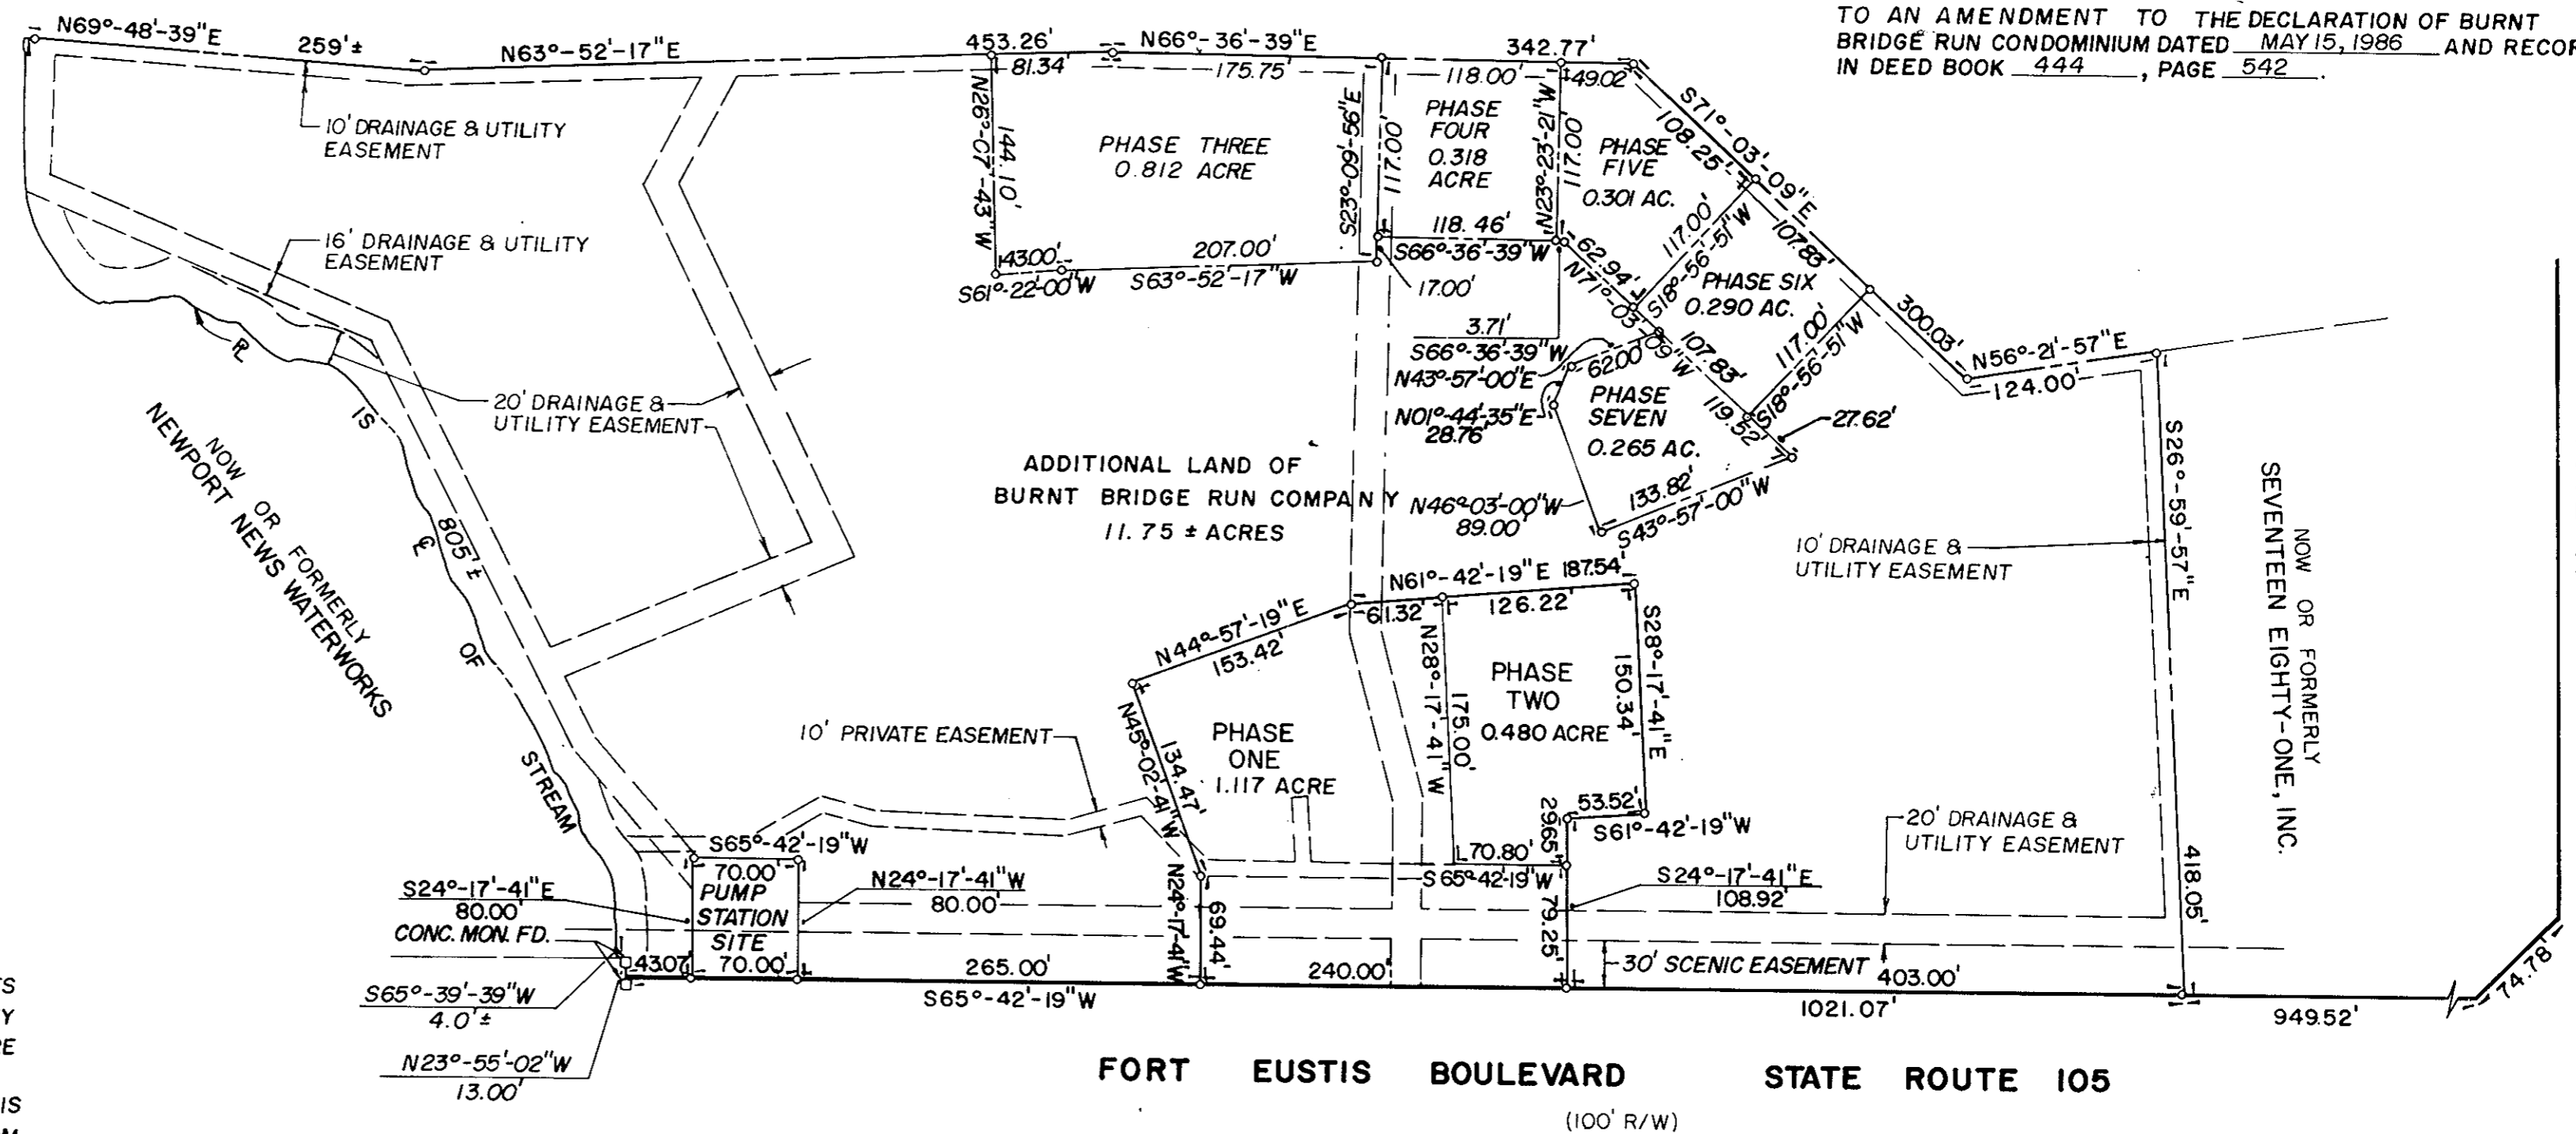 TO AN AMENDMENT TO THE DECLARATION OF BURNT
BRIDGE RUN CONDOMINIUM DATED MAY 15, 1986 AND RECOR
IN DEED BOOK 444, PAGE 542.
N69°-48'-39"E
259'±
N63°-52'-17"E
453.26'
81.34'
N66°-36'-39"E
175.75'
342.77'
118.00'
49.02
S71°-03'-09"E
108.25'
107.83'
300.03'
N56°-21'-57"E
124.00'
10' DRAINAGE & UTILITY
EASEMENT
16' DRAINAGE & UTILITY
EASEMENT
20' DRAINAGE &
UTILITY EASEMENT
N26°-07'-43"W
144.10'
PHASE THREE
0.812 ACRE
S23°-09'-56"E
117.00'
43.00'
S61°-22'-00"W
207.00'
S63°-52'-17"W
17.00'
PHASE
FOUR
0.318
ACRE
118.46'
S66°-36'-39"W
N23°-23'-21"W
117.00'
PHASE
FIVE
0.301 AC.
62.94'
N71°-03'-09"W
117.00'
S18°-56'-51"W
PHASE SIX
0.290 AC.
107.83'
117.00'
S18°-56'-51"W
3.71'
S66°-36'-39"W
N43°-57'-00"E
62.00'
N01°-44'-35"E
28.76'
PHASE
SEVEN
0.265 AC.
119.52'
27.62'
133.82'
S43°-57'-00"W
N46°-03'-00"W
89.00'
ADDITIONAL LAND OF
BURNT BRIDGE RUN COMPANY
11.75 ± ACRES
NOW OR FORMERLY
NEWPORT NEWS WATERWORKS
PL
IS
CL
OF
STREAM
805'±
10' DRAINAGE &
UTILITY EASEMENT
S26°-59'-57"E
418.05'
NOW OR FORMERLY
SEVENTEEN EIGHTY-ONE, INC.
N44°-57'-19"E
153.42'
N61°-42'-19"E 187.54'
61.32'
126.22'
N45°-02'-41"W
134.47'
PHASE
ONE
1.117 ACRE
N28°-17'-41"W
175.00'
PHASE
TWO
0.480 ACRE
S28°-17'-41"E
150.34'
53.52'
S61°-42'-19"W
29.65'
70.80'
S65°-42'-19"W
79.25'
S24°-17'-41"E
108.92'
20' DRAINAGE &
UTILITY EASEMENT
10' PRIVATE EASEMENT
S65°-42'-19"W
70.00'
PUMP
STATION
SITE
70.00'
S24°-17'-41"E
80.00'
N24°-17'-41"W
80.00'
CONC. MON. FD.
43.07'
S65°-39'-39"W
4.0'±
N23°-55'-02"W
13.00'
N24°-17'-41"W
69.44'
265.00'
S65°-42'-19"W
240.00'
30' SCENIC EASEMENT
403.00'
1021.07'
949.52'
74.78'
TS
Y
RE
IS
M
FORT EUSTIS BOULEVARD STATE ROUTE 105
(100' R/W)